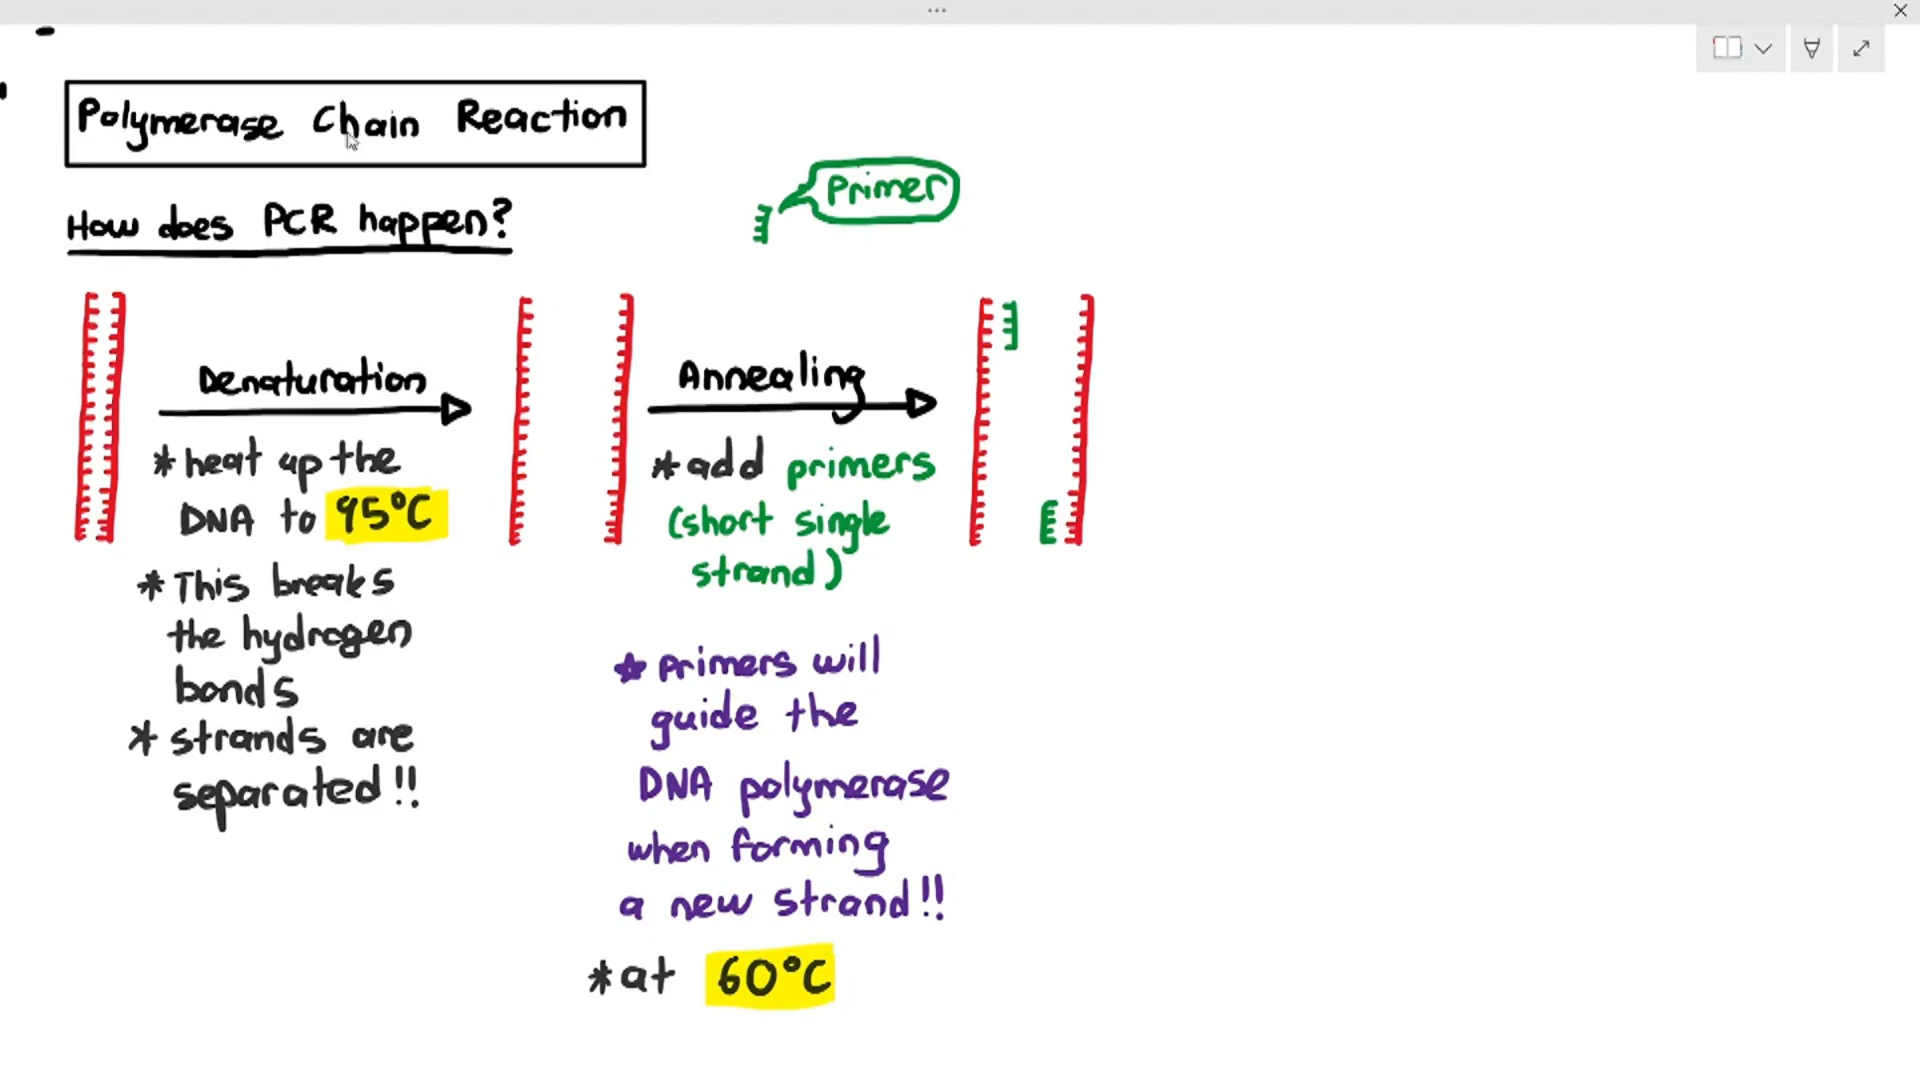 Polymerase Chain Reaction
How does PCR happen?
Primer
Denaturation
* heat up the
DNA to 95°C
* This breaks
the hydrogen
bonds
* strands are
separated!!
Annealing
* add primers
(short single
strand)
* primers will
guide the
DNA polymerase
when forming
a new strand!!
* at 60°C